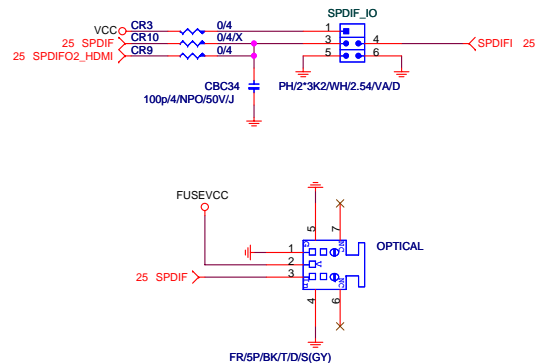 SPDIF_IO
VCC CR3 0/4 1
25 SPDIF CR10 0/4/X 3 4 SPDIFI 25
25 SPDIFO2_HDMI CR9 0/4 5 6
CBC34 PH/2*3K2/WH/2.54/VA/D
100p/4/NPO/50V/J
FUSEVCC
5 7
NC
1 OPTICAL
2
25 SPDIF 3
NC
4 6
FR/5P/BK/T/D/S(GY)